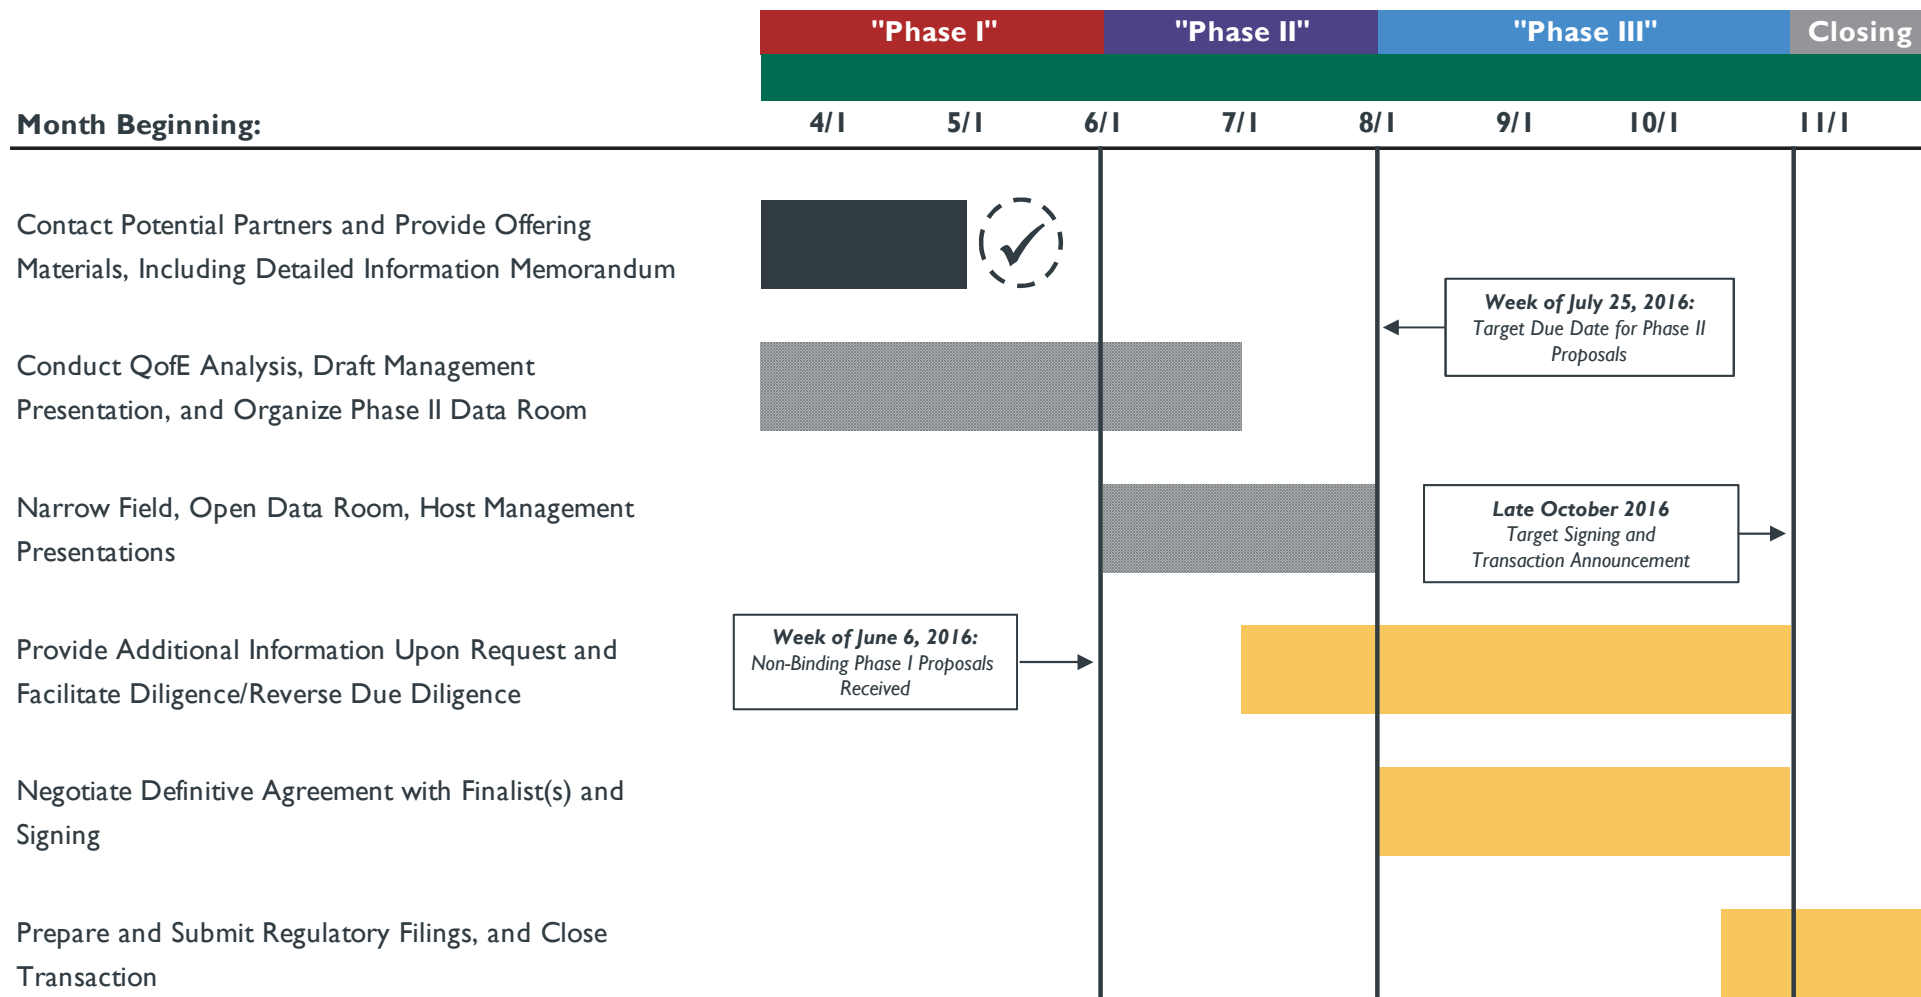 "Phase I" "Phase II" "Phase III" Closing
Month Beginning: 4/1 5/1 6/1 7/1 8/1 9/1 10/1 11/1
Contact Potential Partners and Provide Offering
Materials, Including Detailed Information Memorandum
Week of July 25, 2016:
Target Due Date for Phase II
Proposals
Conduct QofE Analysis, Draft Management
Presentation, and Organize Phase II Data Room
Narrow Field, Open Data Room, Host Management
Presentations
Late October 2016
Target Signing and
Transaction Announcement
Week of June 6, 2016:
Non-Binding Phase I Proposals
Received
Provide Additional Information Upon Request and
Facilitate Diligence/Reverse Due Diligence
Negotiate Definitive Agreement with Finalist(s) and
Signing
Prepare and Submit Regulatory Filings, and Close
Transaction